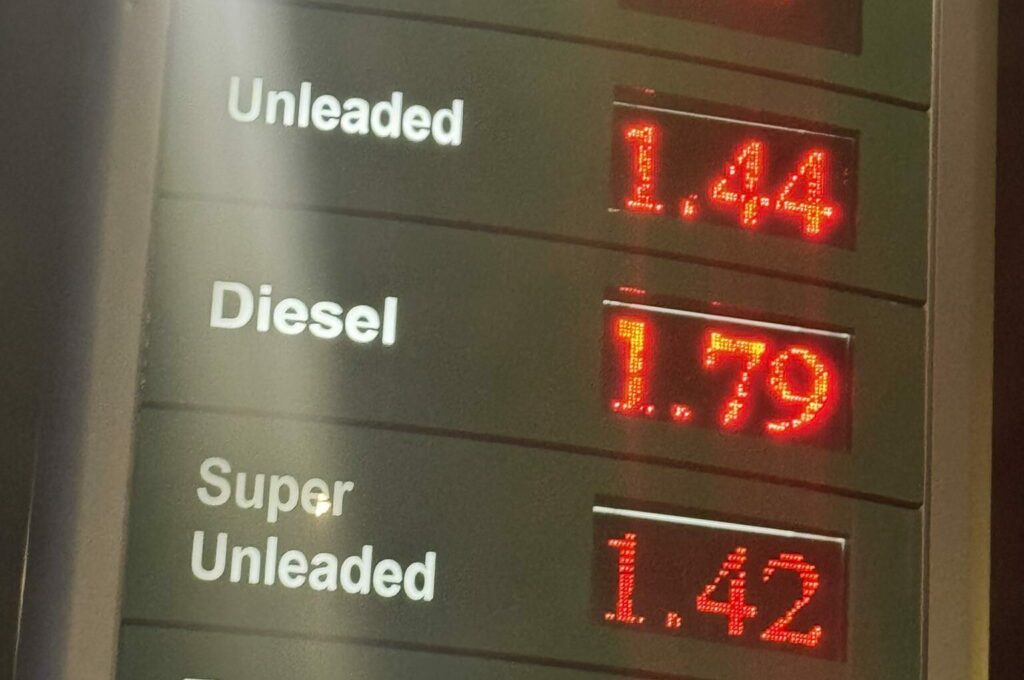 Unleaded 1.44
Diesel 1.79
Super
Unleaded 1.42